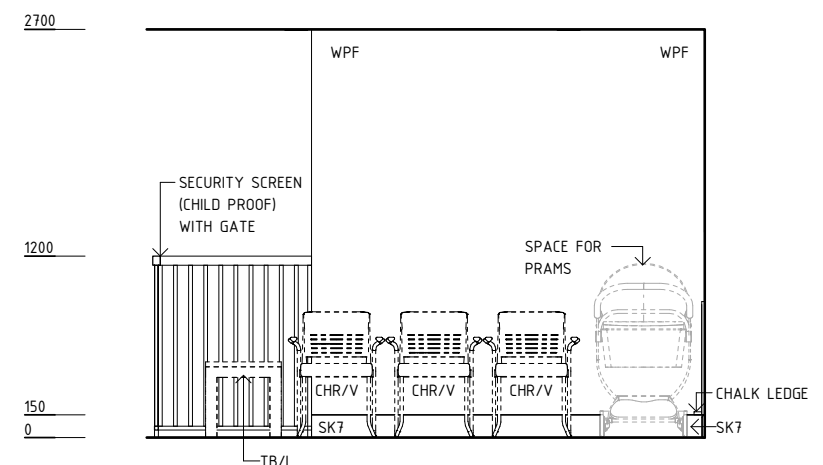 2700
WPF WPF
SECURITY SCREEN
(CHILD PROOF)
WITH GATE
1200
SPACE FOR
PRAMS
CHR/V CHR/V CHR/V
CHALK LEDGE
150
0
SK7
SK7
TB/L